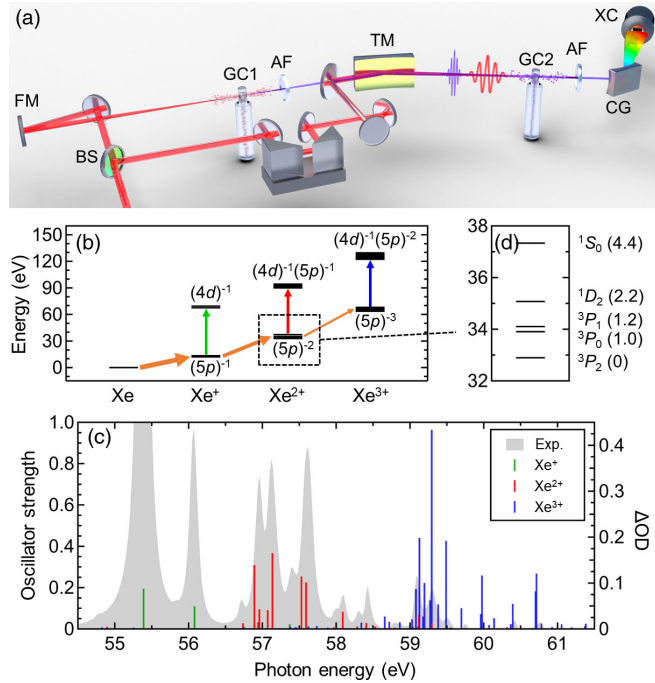 (a)
XC
FM
BS
GC1
AF
TM
GC2
AF
CG
(b)
Energy (eV)
150
120
90
60
30
0
(4d)⁻¹
(5p)⁻¹
(4d)⁻¹(5p)⁻¹
(5p)⁻²
(4d)⁻¹(5p)⁻²
(5p)⁻³
Xe
Xe⁺
Xe²⁺
Xe³⁺
(d)
38
36
34
32
¹S₀ (4.4)
¹D₂ (2.2)
³P₁ (1.2)
³P₀ (1.0)
³P₂ (0)
(c)
Oscillator strength
1.0
0.8
0.6
0.4
0.2
0
Exp.
Xe⁺
Xe²⁺
Xe³⁺
0.4
0.3
0.2
0.1
0
ΔOD
55 56 57 58 59 60 61
Photon energy (eV)